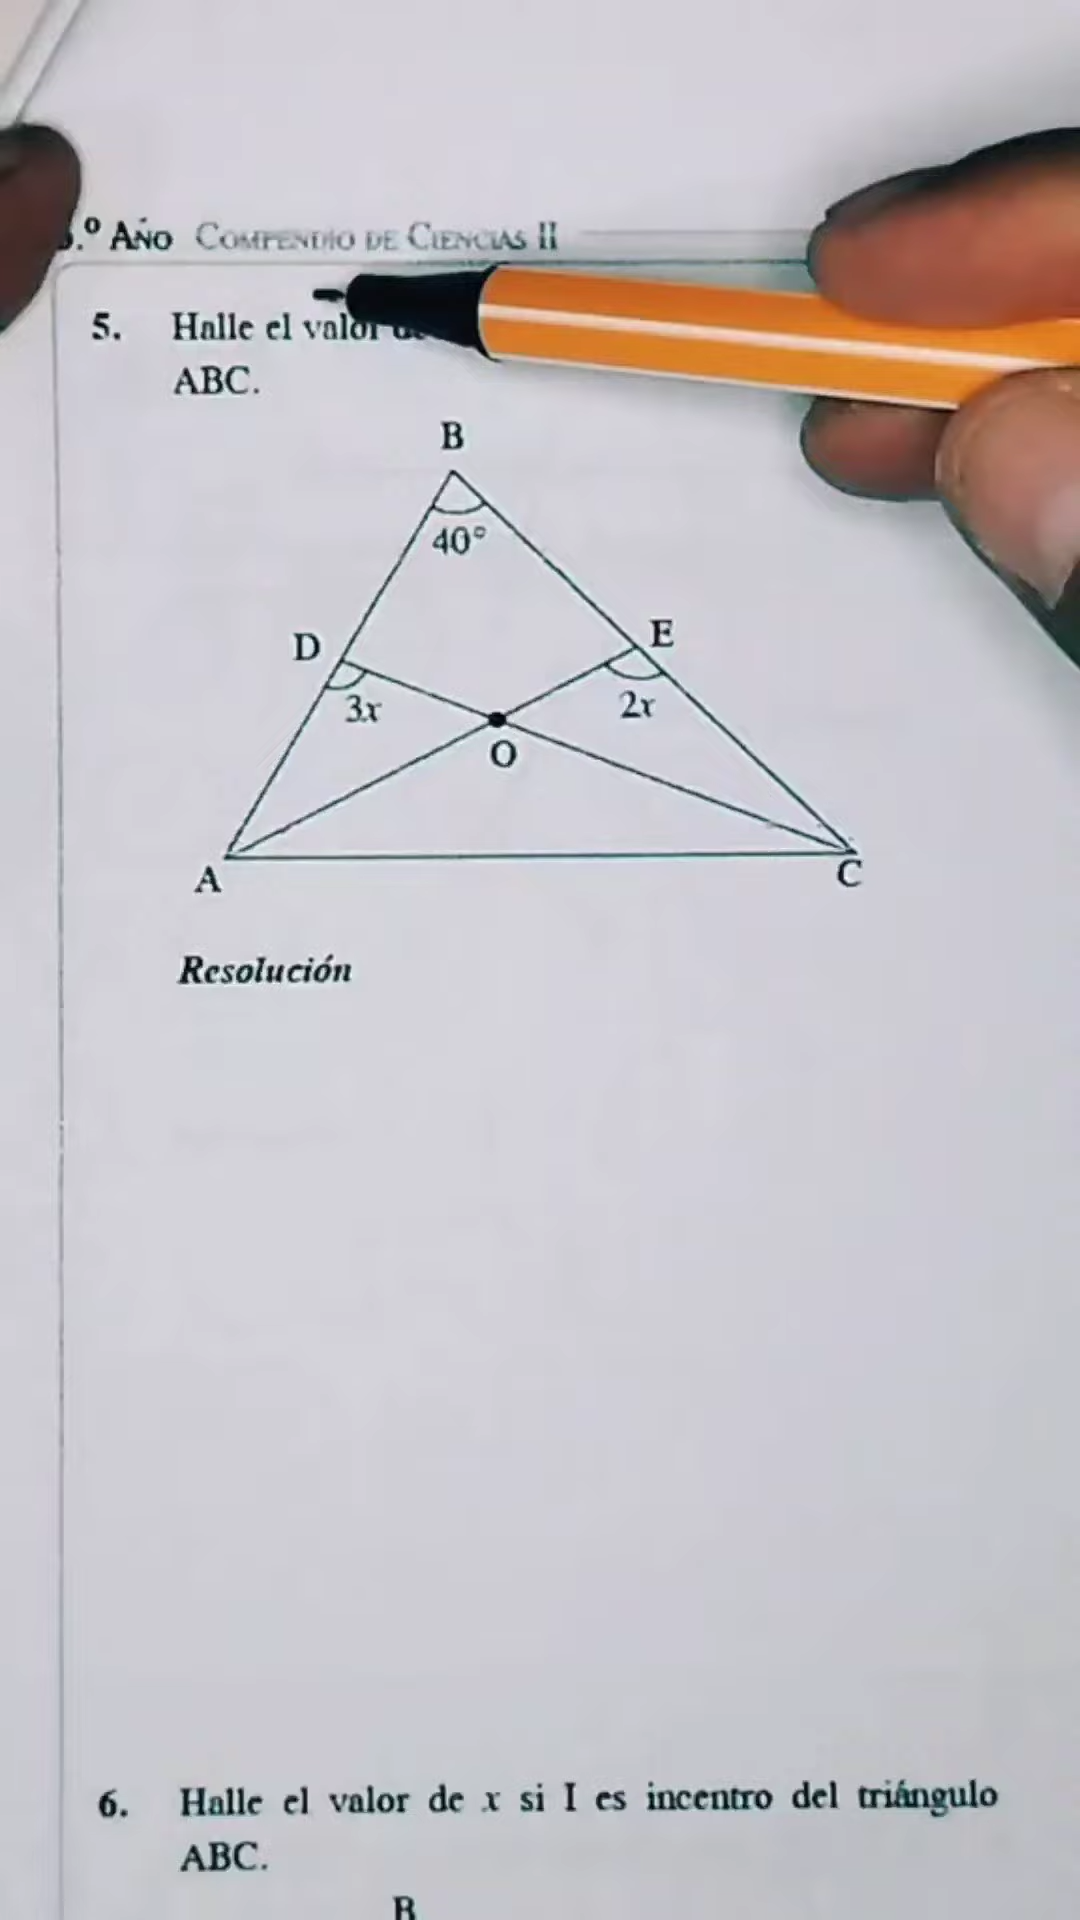 .º AÑO COMPENDIO DE CIENCIAS II
5. Halle el valor
ABC.
B
40°
D
E
3x
2x
O
A
C
Resolución
6. Halle el valor de x si I es incentro del triángulo
ABC.
B